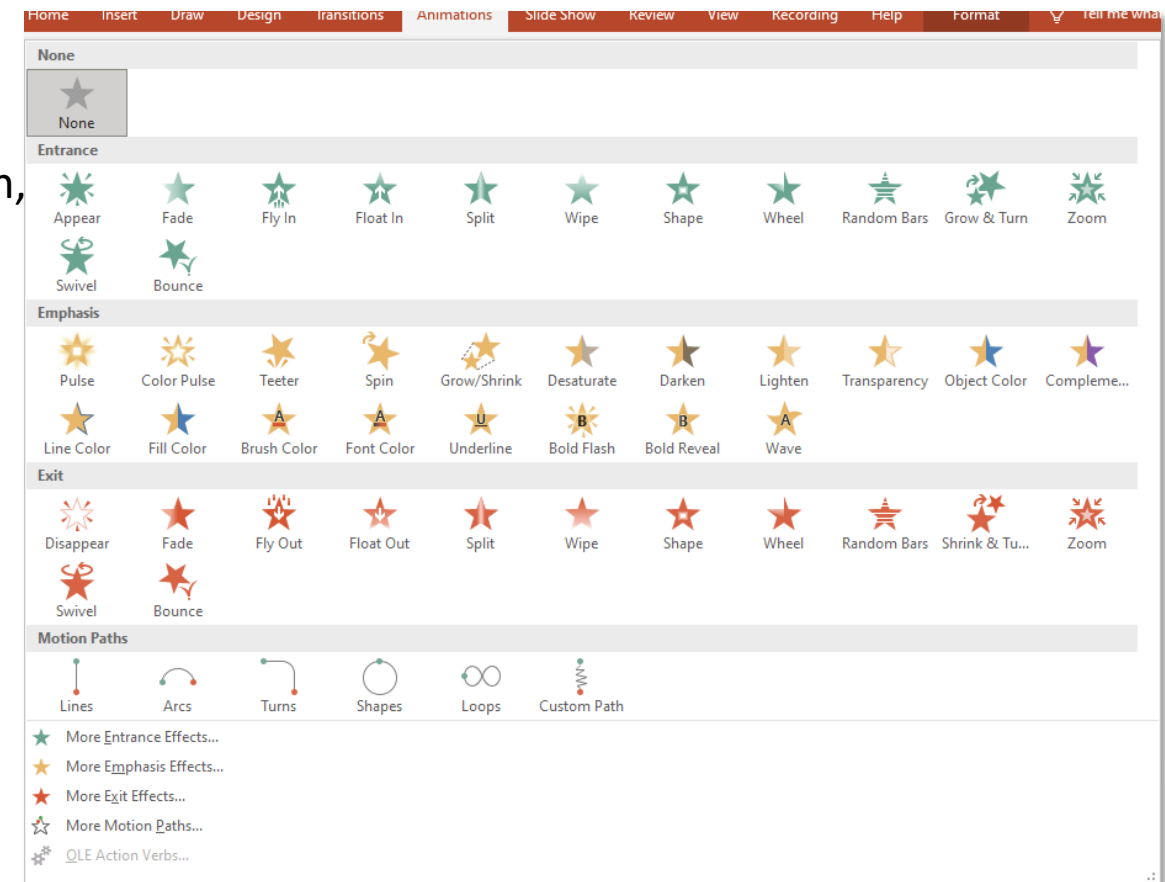 Home Insert Draw Design Transitions Animations Slide Show Review View Recording Help Format Tell me what
None
None
Entrance
n,
Appear Fade Fly In Float In Split Wipe Shape Wheel Random Bars Grow & Turn Zoom
Swivel Bounce
Emphasis
Pulse Color Pulse Teeter Spin Grow/Shrink Desaturate Darken Lighten Transparency Object Color Compleme...
Line Color Fill Color Brush Color Font Color Underline Bold Flash Bold Reveal Wave
Exit
Disappear Fade Fly Out Float Out Split Wipe Shape Wheel Random Bars Shrink & Tu... Zoom
Swivel Bounce
Motion Paths
Lines Arcs Turns Shapes Loops Custom Path
More Entrance Effects...
More Emphasis Effects...
More Exit Effects...
More Motion Paths...
OLE Action Verbs...